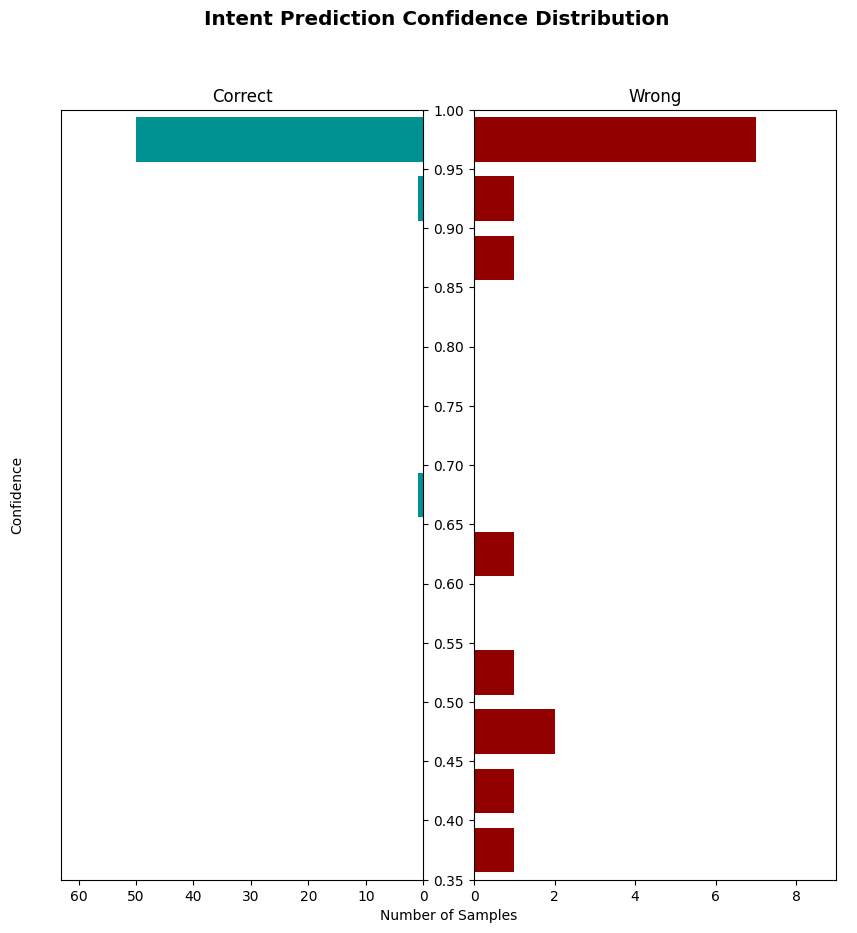 Intent Prediction Confidence Distribution
Correct
Wrong
1.00
0.95
0.90
0.85
0.80
0.75
0.70
0.65
0.60
0.55
0.50
0.45
0.40
0.35
Confidence
60 50 40 30 20 10 0
0 2 4 6 8
Number of Samples